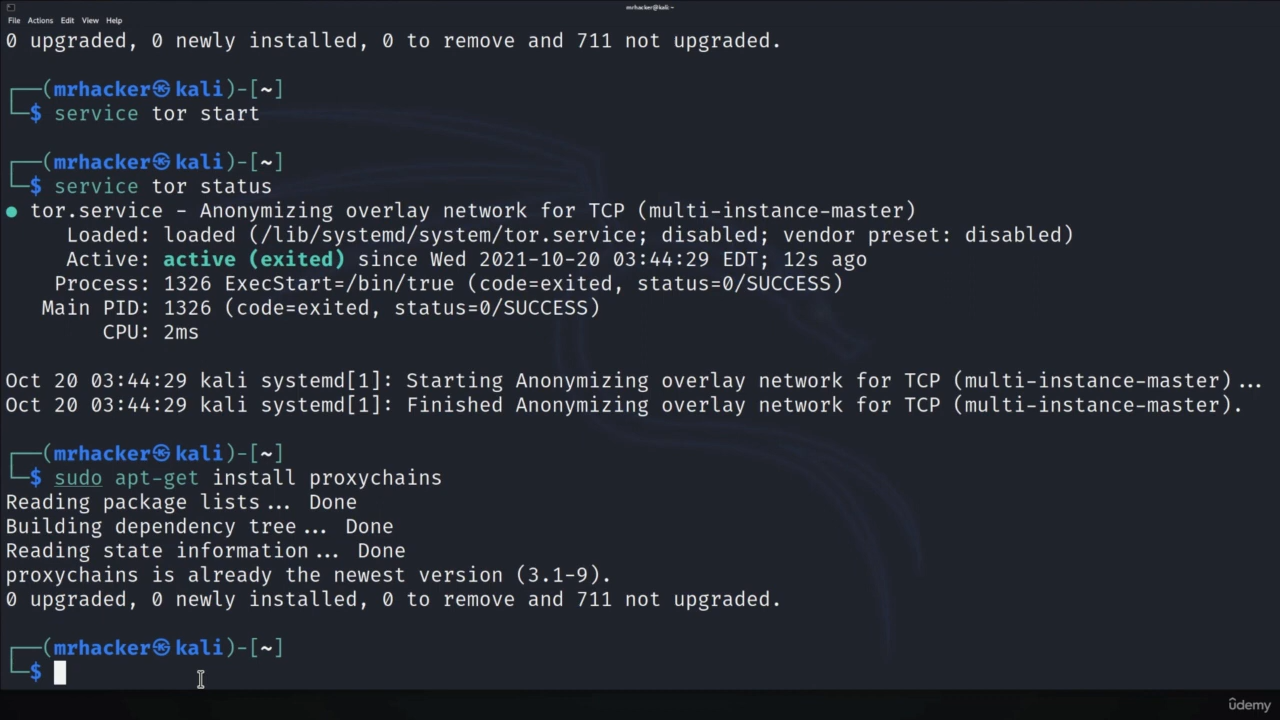 mrhacker@kali ~
File Actions Edit View Help
0 upgraded, 0 newly installed, 0 to remove and 711 not upgraded.
┌──(mrhacker㉿kali)-[~]
└─$ service tor start
┌──(mrhacker㉿kali)-[~]
└─$ service tor status
● tor.service - Anonymizing overlay network for TCP (multi-instance-master)
Loaded: loaded (/lib/systemd/system/tor.service; disabled; vendor preset: disabled)
Active: active (exited) since Wed 2021-10-20 03:44:29 EDT; 12s ago
Process: 1326 ExecStart=/bin/true (code=exited, status=0/SUCCESS)
Main PID: 1326 (code=exited, status=0/SUCCESS)
CPU: 2ms
Oct 20 03:44:29 kali systemd[1]: Starting Anonymizing overlay network for TCP (multi-instance-master)...
Oct 20 03:44:29 kali systemd[1]: Finished Anonymizing overlay network for TCP (multi-instance-master).
┌──(mrhacker㉿kali)-[~]
└─$ sudo apt-get install proxychains
Reading package lists... Done
Building dependency tree... Done
Reading state information... Done
proxychains is already the newest version (3.1-9).
0 upgraded, 0 newly installed, 0 to remove and 711 not upgraded.
┌──(mrhacker㉿kali)-[~]
└─$
ûdemy